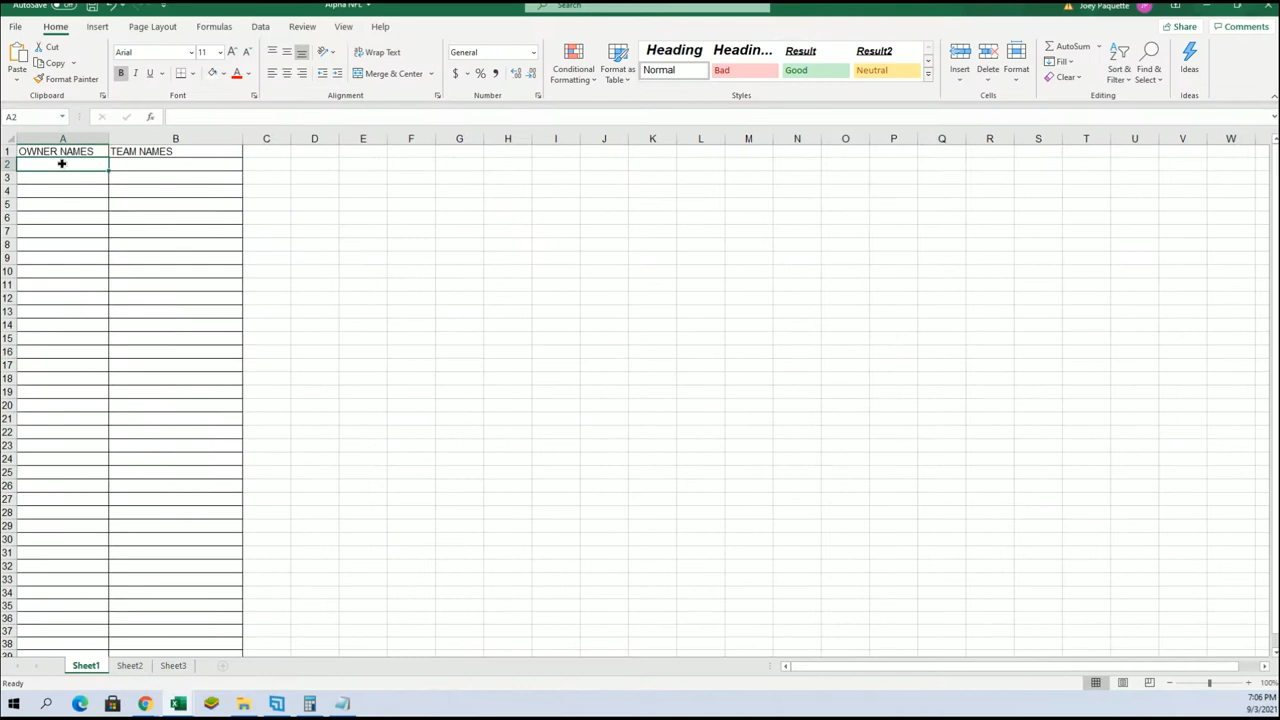 AutoSave Alpha NFL Search Joey Paquette
File Home Insert Page Layout Formulas Data Review View Help Share Comments
Cut
Copy
Format Painter
Paste
Clipboard
Arial 11
B I U
Font
Wrap Text
Merge & Center
Alignment
General
$ % ,
Number
Conditional Formatting
Format as Table
Heading Headin... Result Result2
Normal Bad Good Neutral
Styles
Insert Delete Format
Cells
AutoSum
Fill
Clear
Sort & Filter
Find & Select
Editing
Ideas
Ideas
A2 fx
A B C D E F G H I J K L M N O P Q R S T U V W
1 OWNER NAMES TEAM NAMES
2
3
4
5
6
7
8
9
10
11
12
13
14
15
16
17
18
19
20
21
22
23
24
25
26
27
28
29
30
31
32
33
34
35
36
37
38
39
Sheet1 Sheet2 Sheet3
Ready 100%
7:06 PM
9/3/2021